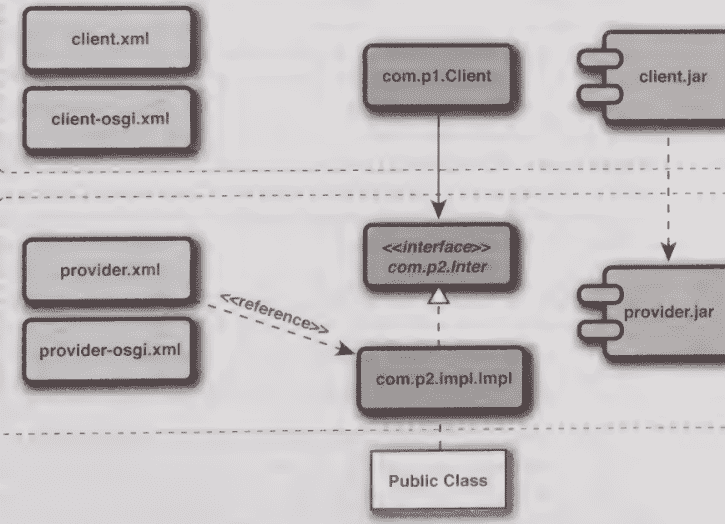 client.xml
client-osgi.xml
com.p1.Client
client.jar
provider.xml
provider-osgi.xml
<<reference>>
<<interface>>
com.p2.Inter
com.p2.impl.Impl
provider.jar
Public Class